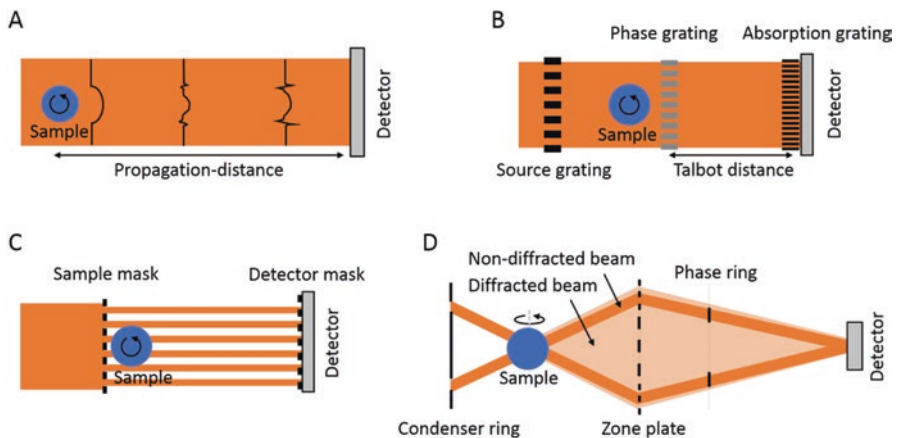 A
Sample
Propagation-distance
Detector
B
Phase grating
Absorption grating
Sample
Source grating
Talbot distance
Detector
C
Sample mask
Detector mask
Sample
Detector
D
Non-diffracted beam
Diffracted beam
Phase ring
Sample
Condenser ring
Zone plate
Detector